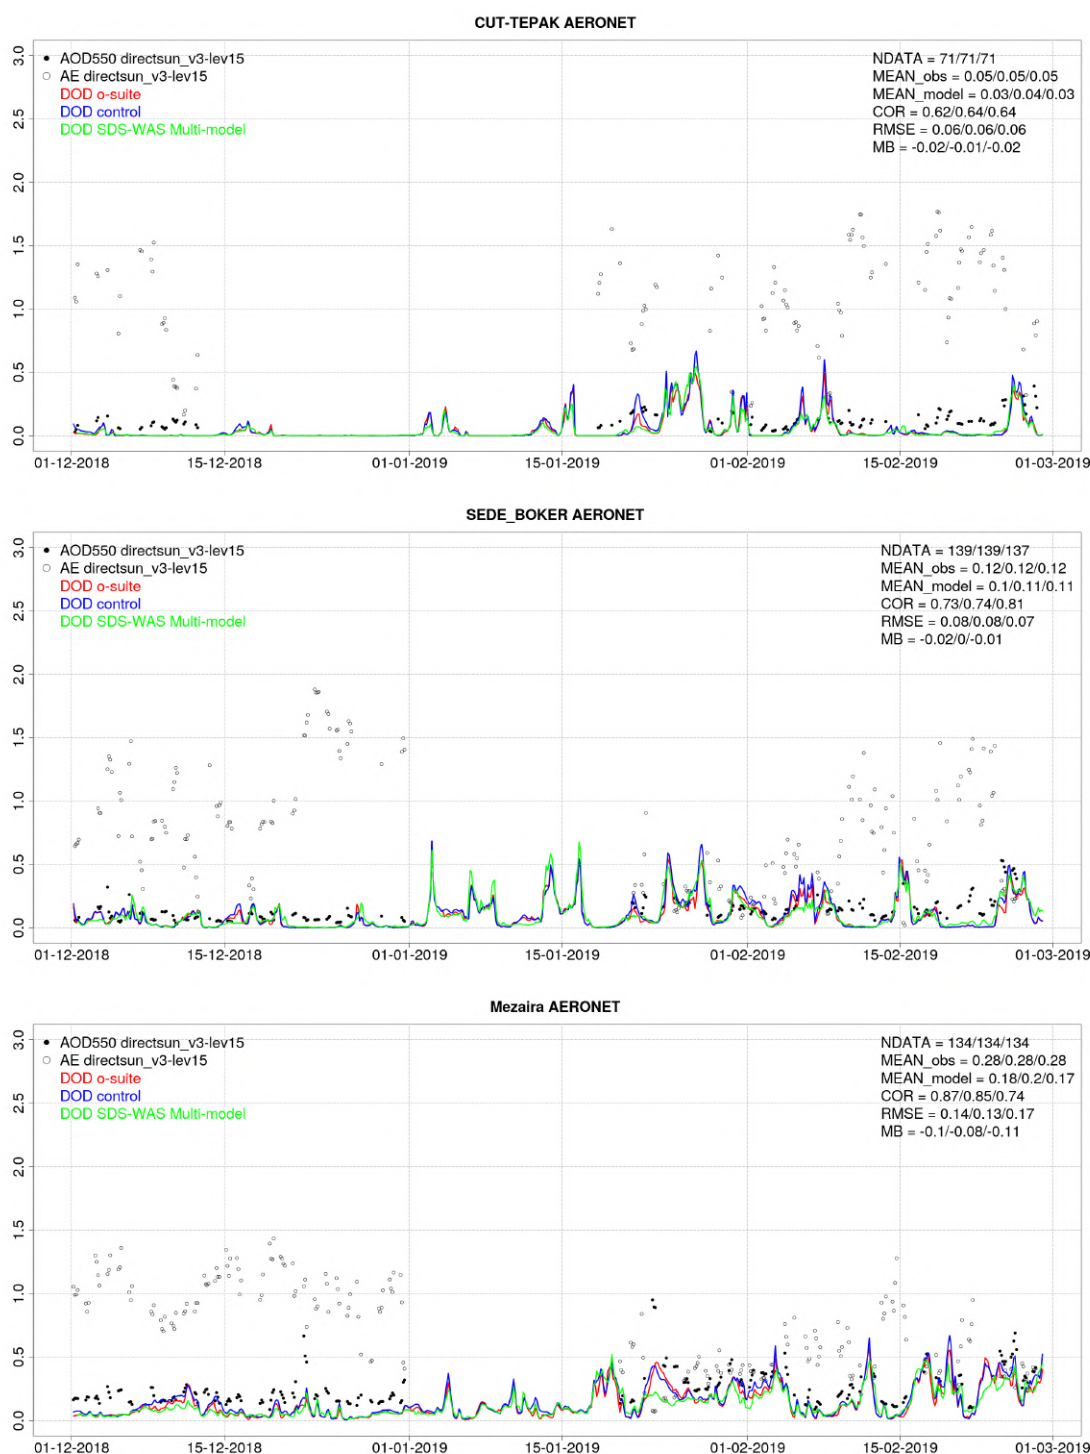 CUT-TEPAK AERONET
AOD550 directsun_v3-lev15
AE directsun_v3-lev15
DOD o-suite
DOD control
DOD SDS-WAS Multi-model
NDATA = 71/71/71
MEAN_obs = 0.05/0.05/0.05
MEAN_model = 0.03/0.04/0.03
COR = 0.62/0.64/0.64
RMSE = 0.06/0.06/0.06
MB = -0.02/-0.01/-0.02
3.0
2.5
2.0
1.5
1.0
0.5
0.0
01-12-2018 15-12-2018 01-01-2019 15-01-2019 01-02-2019 15-02-2019 01-03-2019
SEDE_BOKER AERONET
AOD550 directsun_v3-lev15
AE directsun_v3-lev15
DOD o-suite
DOD control
DOD SDS-WAS Multi-model
NDATA = 139/139/137
MEAN_obs = 0.12/0.12/0.12
MEAN_model = 0.1/0.11/0.11
COR = 0.73/0.74/0.81
RMSE = 0.08/0.08/0.07
MB = -0.02/0/-0.01
3.0
2.5
2.0
1.5
1.0
0.5
0.0
01-12-2018 15-12-2018 01-01-2019 15-01-2019 01-02-2019 15-02-2019 01-03-2019
Mezaira AERONET
AOD550 directsun_v3-lev15
AE directsun_v3-lev15
DOD o-suite
DOD control
DOD SDS-WAS Multi-model
NDATA = 134/134/134
MEAN_obs = 0.28/0.28/0.28
MEAN_model = 0.18/0.2/0.17
COR = 0.87/0.85/0.74
RMSE = 0.14/0.13/0.17
MB = -0.1/-0.08/-0.11
3.0
2.5
2.0
1.5
1.0
0.5
0.0
01-12-2018 15-12-2018 01-01-2019 15-01-2019 01-02-2019 15-02-2019 01-03-2019